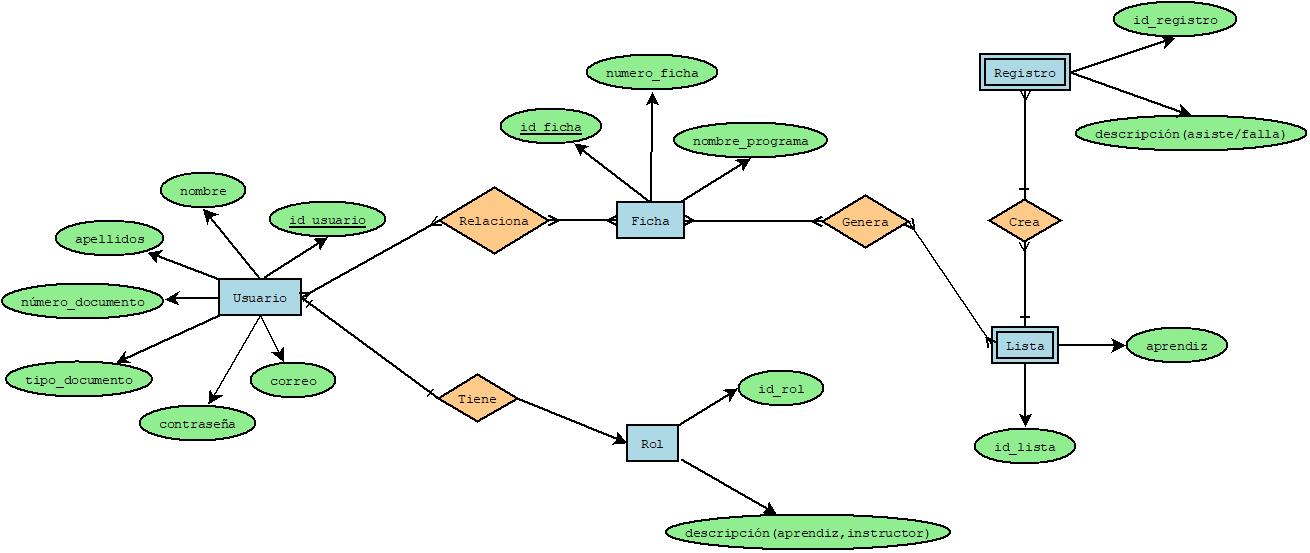 id_registro
Registro
descripción(asiste/falla)
numero_ficha
id_ficha
nombre_programa
nombre
id_usuario
apellidos
Relaciona
Ficha
Genera
Crea
Usuario
número_documento
tipo_documento
correo
contraseña
Lista
aprendiz
Tiene
id_rol
Rol
id_lista
descripción(aprendiz,instructor)